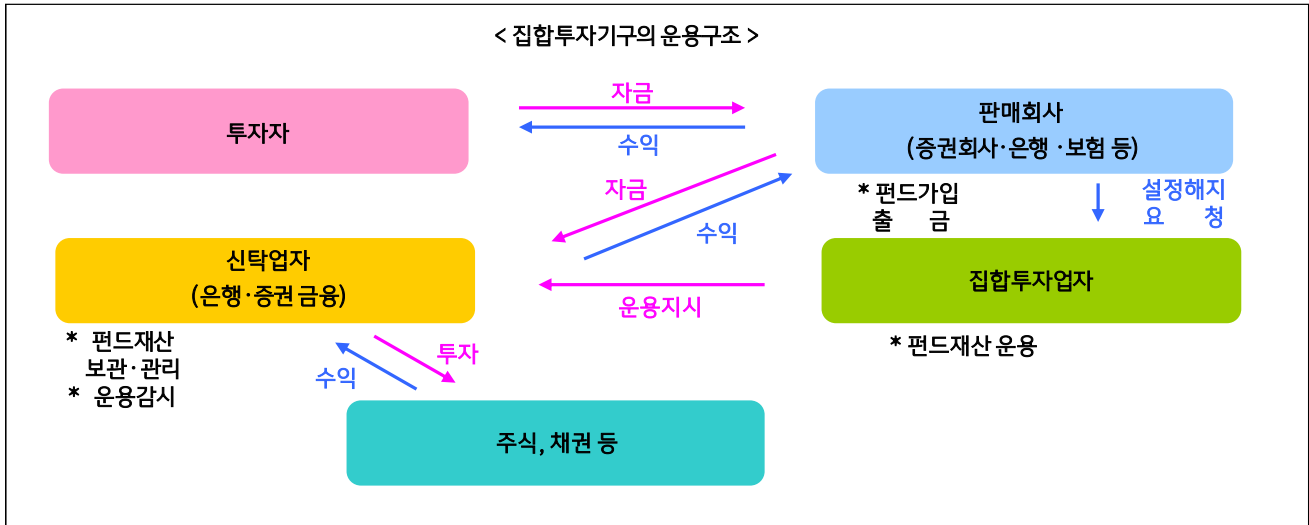 < 집합투자기구의 운용구조 >
자금
투자자
수익
판매회사
(증권회사·은행 ·보험 등)
자금
수익
* 펀드가입
출 금
설정해지
요 청
신탁업자
(은행·증권 금융)
운용지시
집합투자업자
* 펀드재산
보관·관리
* 운용감시
* 펀드재산 운용
투자
수익
주식, 채권 등